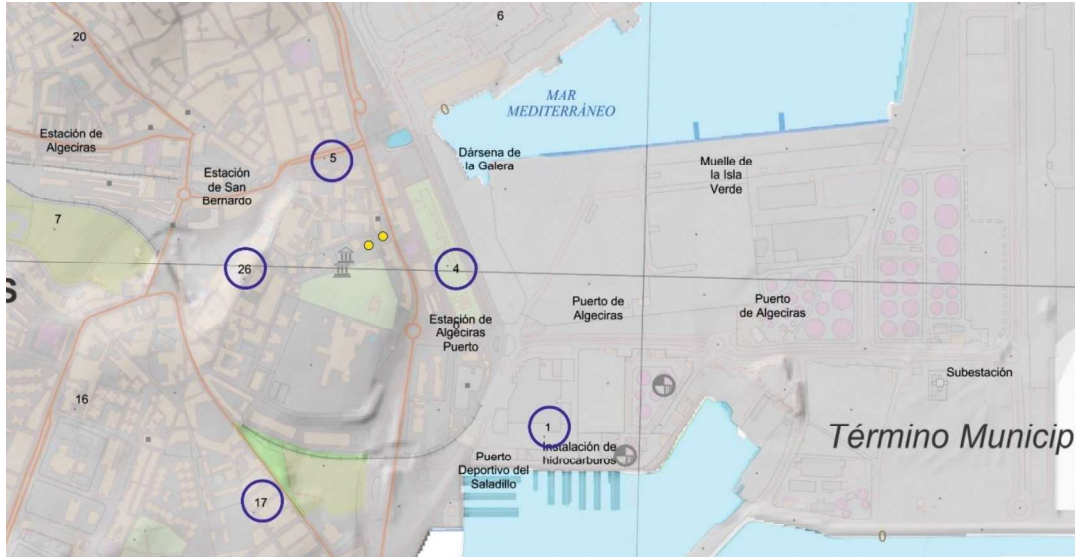 6
20
MAR
MEDITERRÁNEO
0
Estación de
Algeciras
5
Dársena de
la Galera
Muelle de
la Isla
Verde
Estación
de San
Bernardo
7
26
4
S
Puerto de
Algeciras
Puerto
de Algeciras
Estación de
Algeciras
Puerto
0
Subestación
16
1
Instalación de
hidrocarburos
Término Municip
Puerto
Deportivo del
Saladillo
17
0